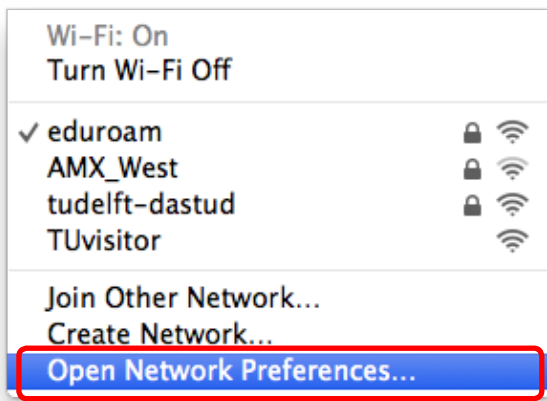 Wi-Fi: On
Turn Wi-Fi Off
eduroam
AMX_West
tudelft-dastud
TUvisitor
Join Other Network...
Create Network...
Open Network Preferences...